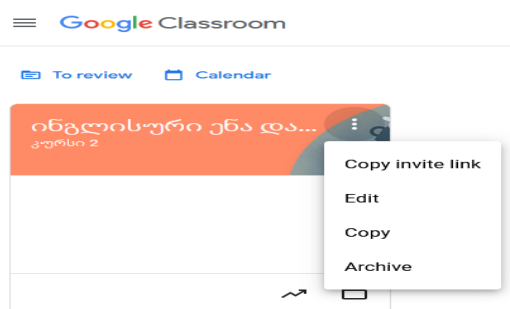 Google Classroom
To review Calendar
ინგლისური ენა და...
კურსი 2
Copy invite link
Edit
Copy
Archive